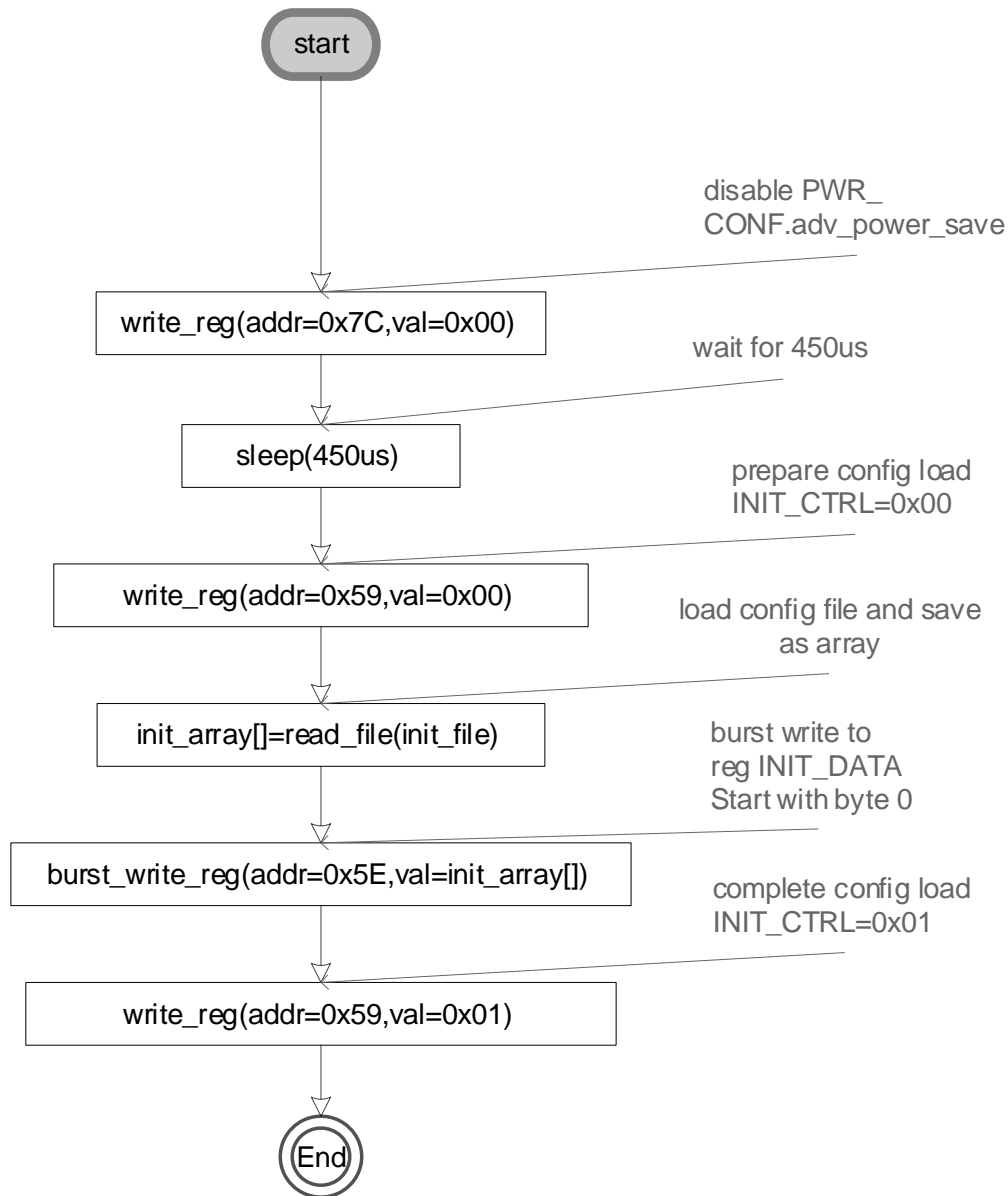 start
disable PWR_
CONF.adv_power_save
write_reg(addr=0x7C,val=0x00)
wait for 450us
sleep(450us)
prepare config load
INIT_CTRL=0x00
write_reg(addr=0x59,val=0x00)
load config file and save
as array
init_array[]=read_file(init_file)
burst write to
reg INIT_DATA
Start with byte 0
burst_write_reg(addr=0x5E,val=init_array[])
complete config load
INIT_CTRL=0x01
write_reg(addr=0x59,val=0x01)
End